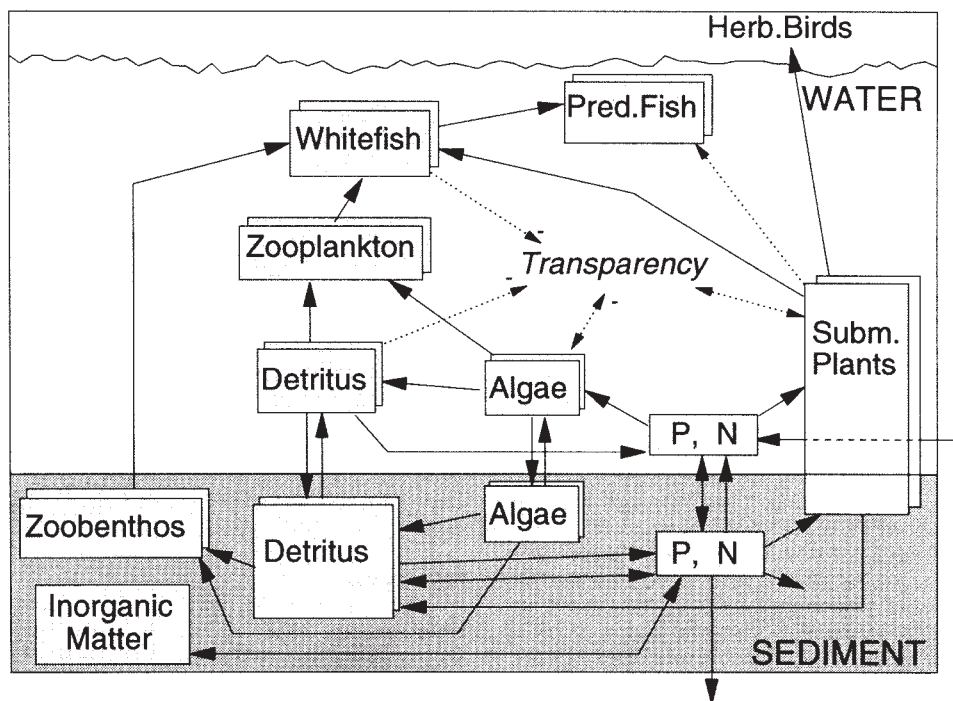 Herb.Birds
WATER
Pred.Fish
Whitefish
Zooplankton
-
-
Transparency
-
Subm.
Plants
Detritus
Algae
P, N
Zoobenthos
Algae
Detritus
P, N
Inorganic
Matter
SEDIMENT